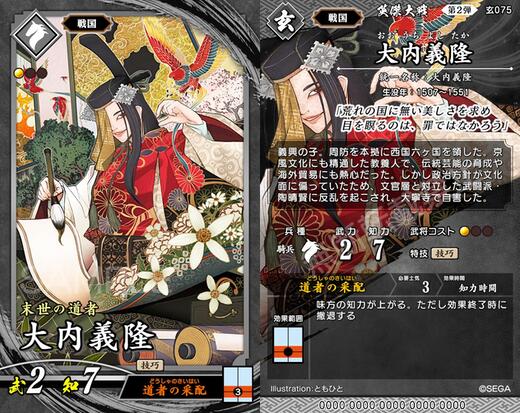 戦国
末世の道者
大内義隆
技巧
武2 知7
どうしゃのさいはい
道者の采配
3
玄
戦国
英傑大戦
第2弾
玄075
おおうちよしたか
大内義隆
統一名称:大内義隆
生没年:1507~1551
「荒れの国に無い美しさを求め
目を瞑るのは、罪ではなかろう」
義興の子。周防を本拠に西国六ヶ国を領した。京
風文化にも精通した教養人で、伝統芸能の育成や
海外貿易にも熱心だった。しかし政治方針が文化
面に偏っていたため、文官層と対立した武闘派・
陶晴賢に反乱を起こされ、大寧寺で自害した。
兵種 武力 知力 武将コスト
騎兵 2 7 特技 技巧
どうしゃのさいはい 必要士気 効果時間
道者の采配 3 知力時間
効果範囲
味方の知力が上がる。ただし効果終了時に
撤退する
Illustration:ともひと
©SEGA
0000 0000 0000 0000 0000